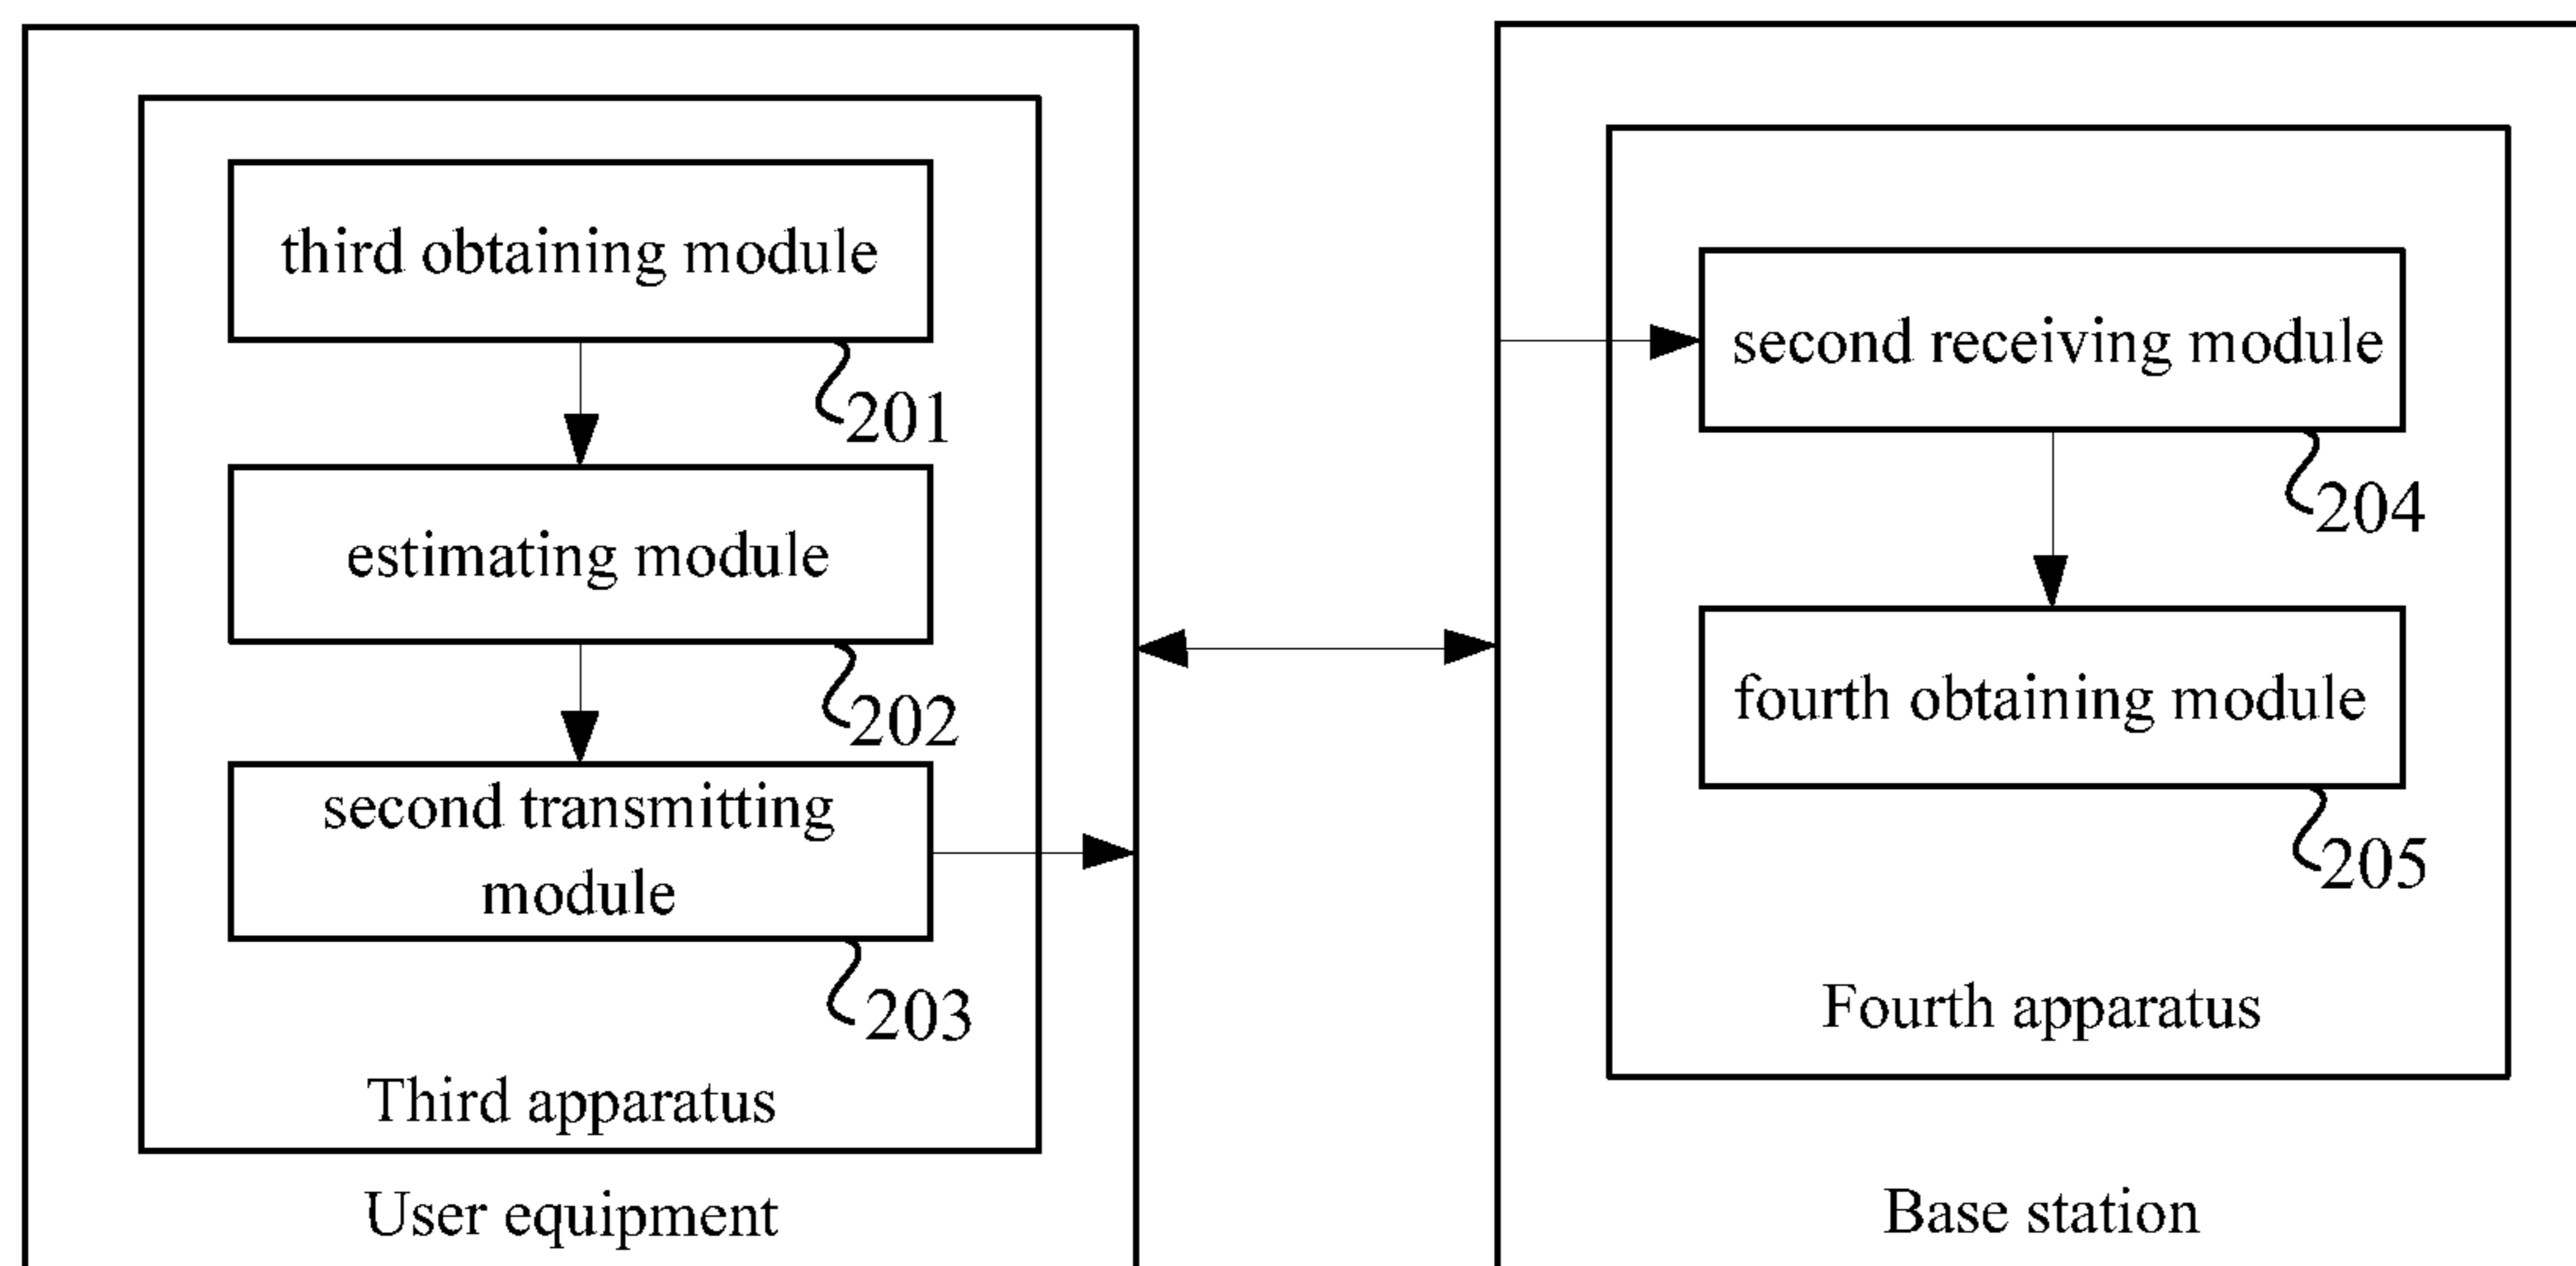 third obtaining module
201
estimating module
202
second transmitting
module
203
Third apparatus
User equipment
second receiving module
204
fourth obtaining module
205
Fourth apparatus
Base station